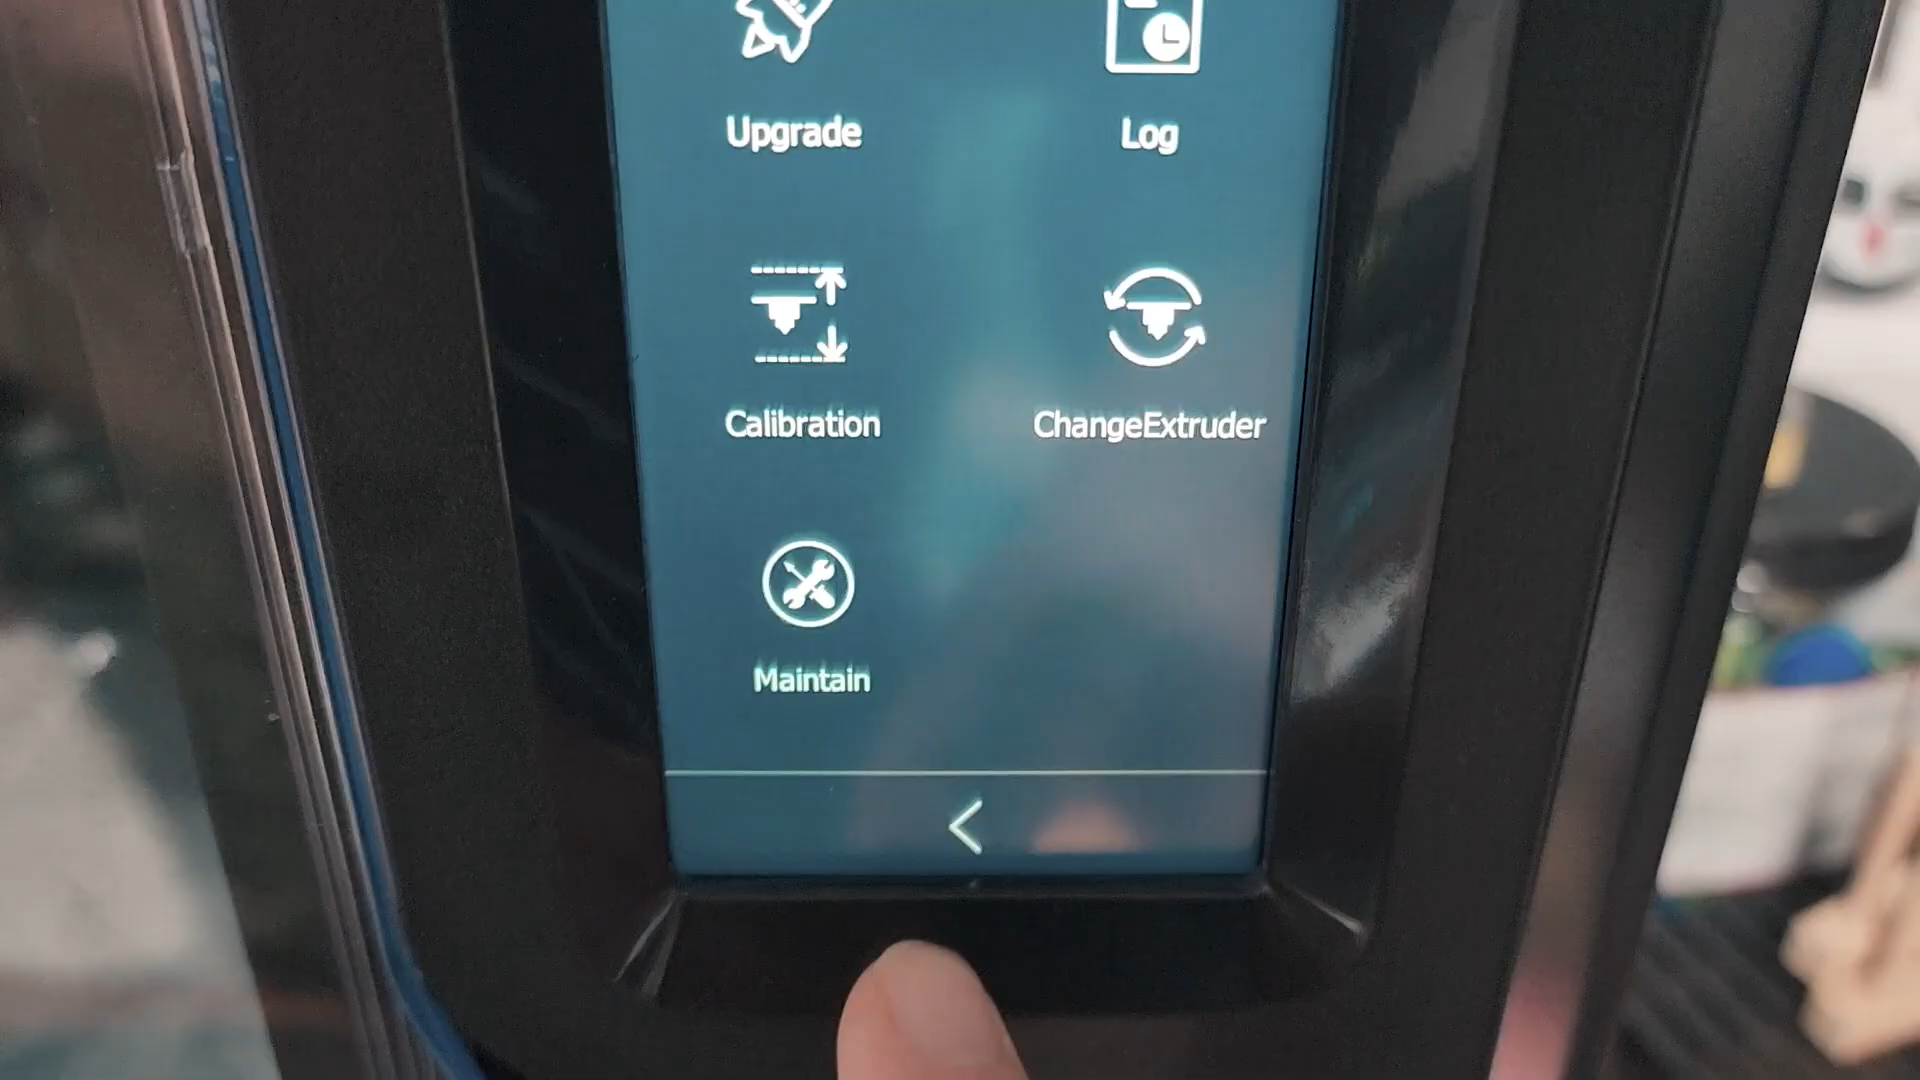 Upgrade
Log
Calibration
ChangeExtruder
Maintain